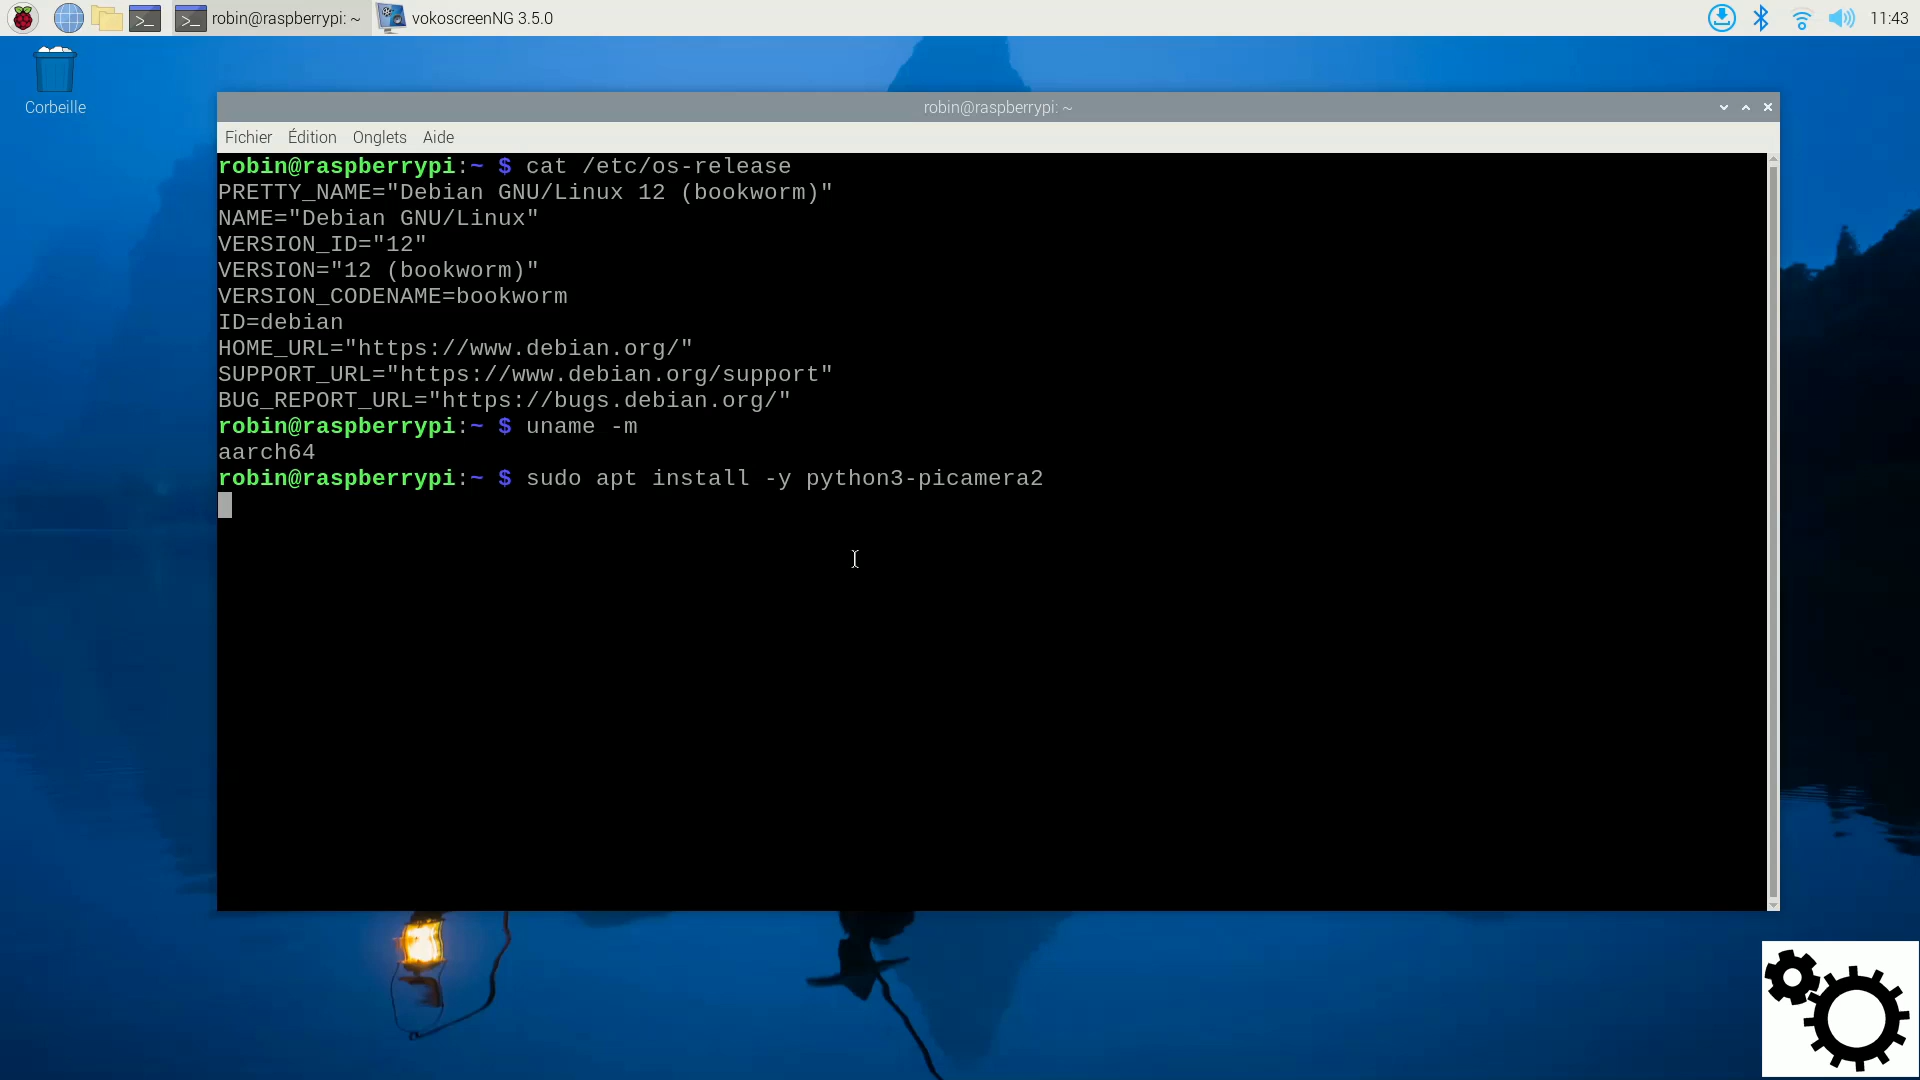 robin@raspberrypi: ~
vokoscreenNG 3.5.0
11:43
Corbeille
robin@raspberrypi: ~
Fichier Édition Onglets Aide
robin@raspberrypi:~ $ cat /etc/os-release
PRETTY_NAME="Debian GNU/Linux 12 (bookworm)"
NAME="Debian GNU/Linux"
VERSION_ID="12"
VERSION="12 (bookworm)"
VERSION_CODENAME=bookworm
ID=debian
HOME_URL="https://www.debian.org/"
SUPPORT_URL="https://www.debian.org/support"
BUG_REPORT_URL="https://bugs.debian.org/"
robin@raspberrypi:~ $ uname -m
aarch64
robin@raspberrypi:~ $ sudo apt install -y python3-picamera2